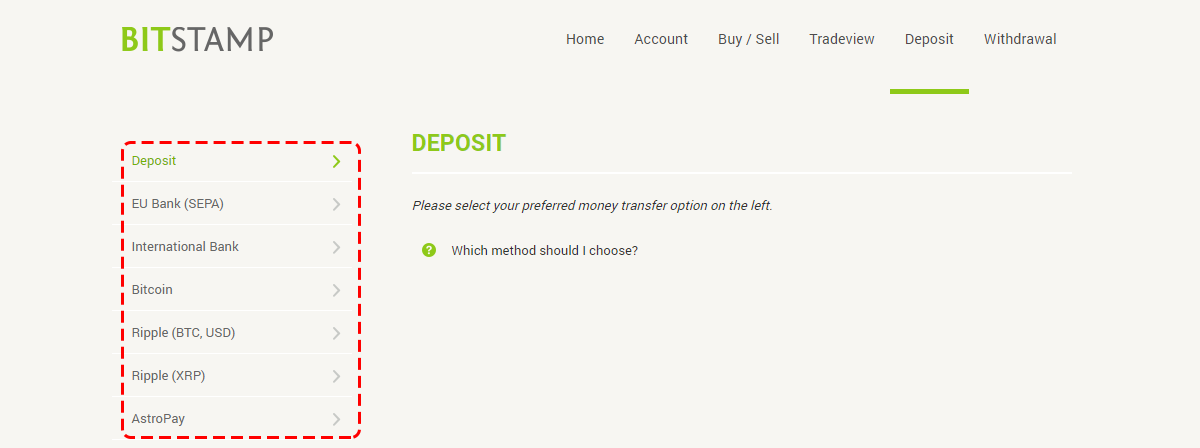 BITSTAMP
Home Account Buy / Sell Tradeview Deposit Withdrawal
Deposit
EU Bank (SEPA)
International Bank
Bitcoin
Ripple (BTC, USD)
Ripple (XRP)
AstroPay
DEPOSIT
Please select your preferred money transfer option on the left.
? Which method should I choose?